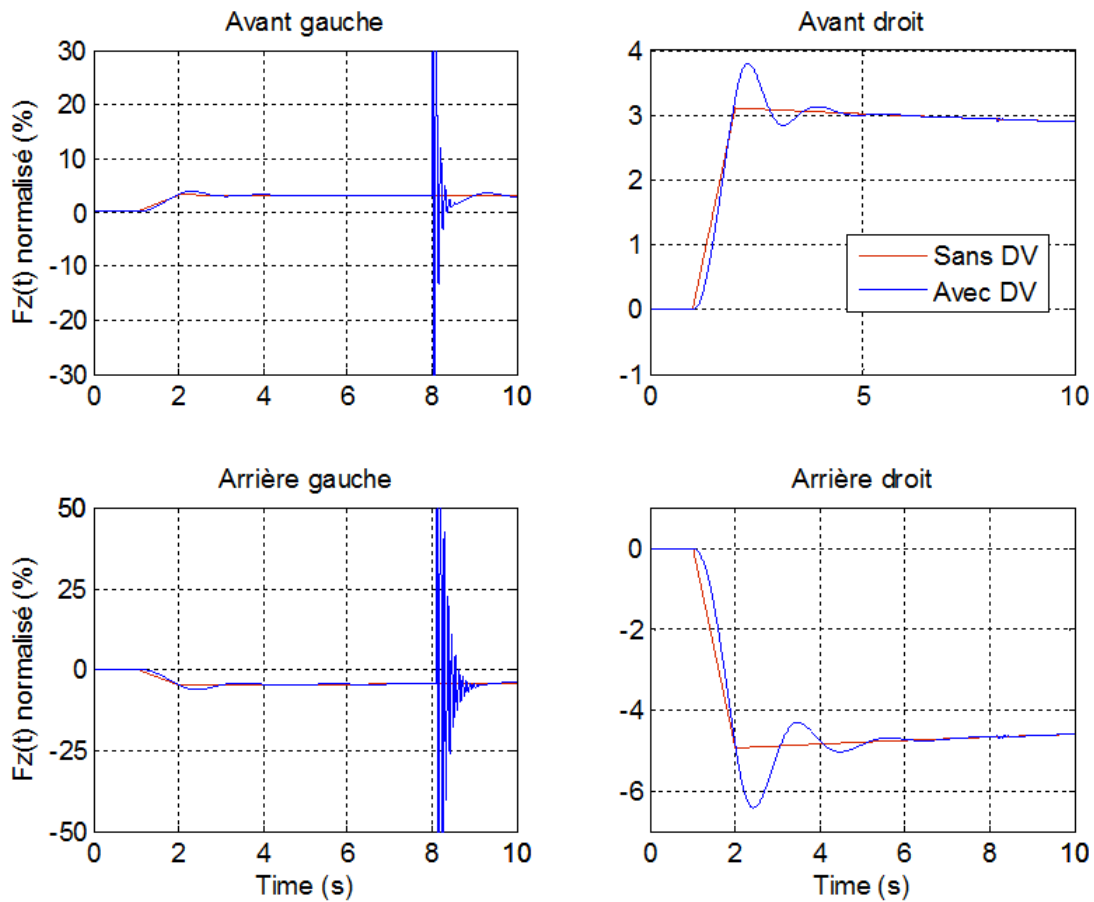 Avant gauche
Avant droit
Fz(t) normalisé (%)
30
20
10
0
-10
-20
-30
0 2 4 6 8 10
4
3
2
1
0
-1
0 5 10
Sans DV
Avec DV
Arrière gauche
Arrière droit
Fz(t) normalisé (%)
50
25
0
-25
-50
0 2 4 6 8 10
Time (s)
0
-2
-4
-6
0 2 4 6 8 10
Time (s)